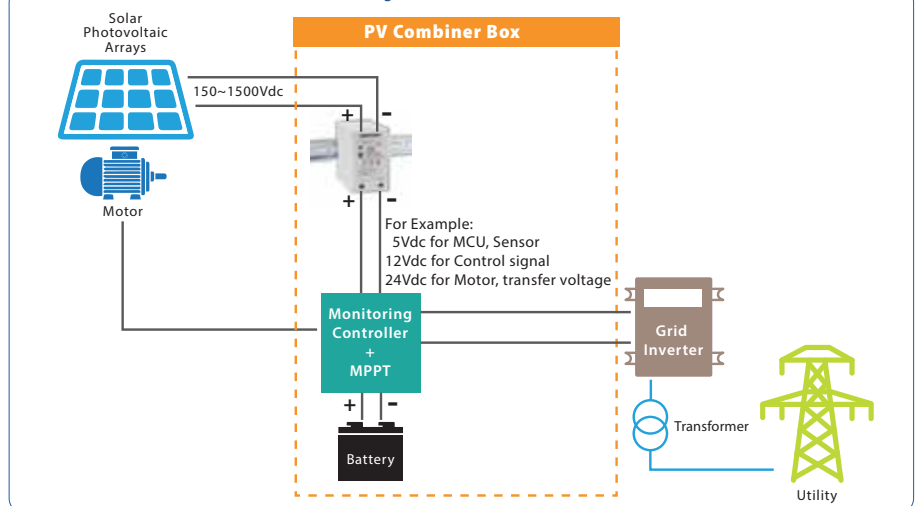 Solar
Photovoltaic
Arrays
PV Combiner Box
150~1500Vdc
+ -
+ -
Motor
For Example:
5Vdc for MCU, Sensor
12Vdc for Control signal
24Vdc for Motor, transfer voltage
Monitoring
Controller
+
MPPT
Grid
Inverter
+ -
Battery
Transformer
Utility